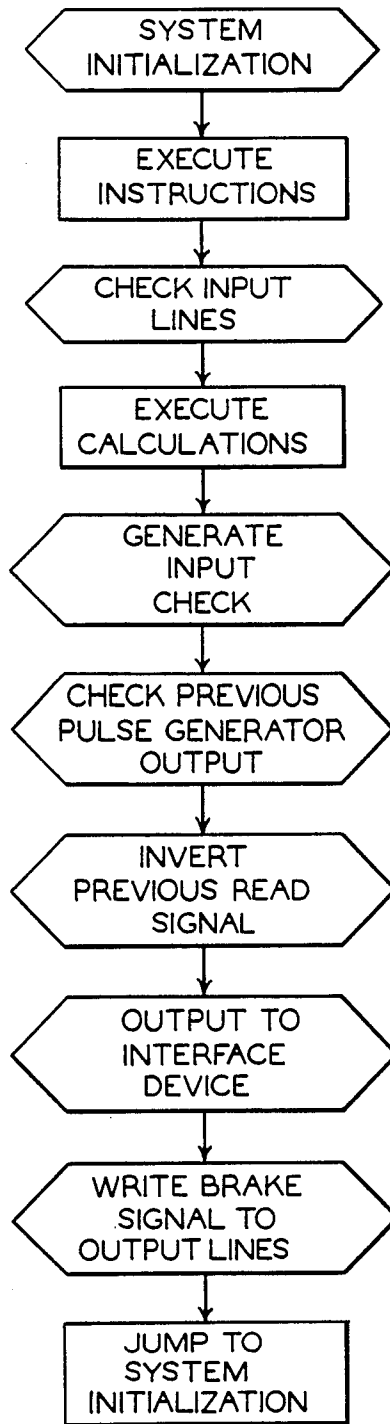 SYSTEM
INITIALIZATION
EXECUTE
INSTRUCTIONS
CHECK INPUT
LINES
EXECUTE
CALCULATIONS
GENERATE
INPUT
CHECK
CHECK PREVIOUS
PULSE GENERATOR
OUTPUT
INVERT
PREVIOUS READ
SIGNAL
OUTPUT TO
INTERFACE
DEVICE
WRITE BRAKE
SIGNAL TO
OUTPUT LINES
JUMP TO
SYSTEM
INITIALIZATION